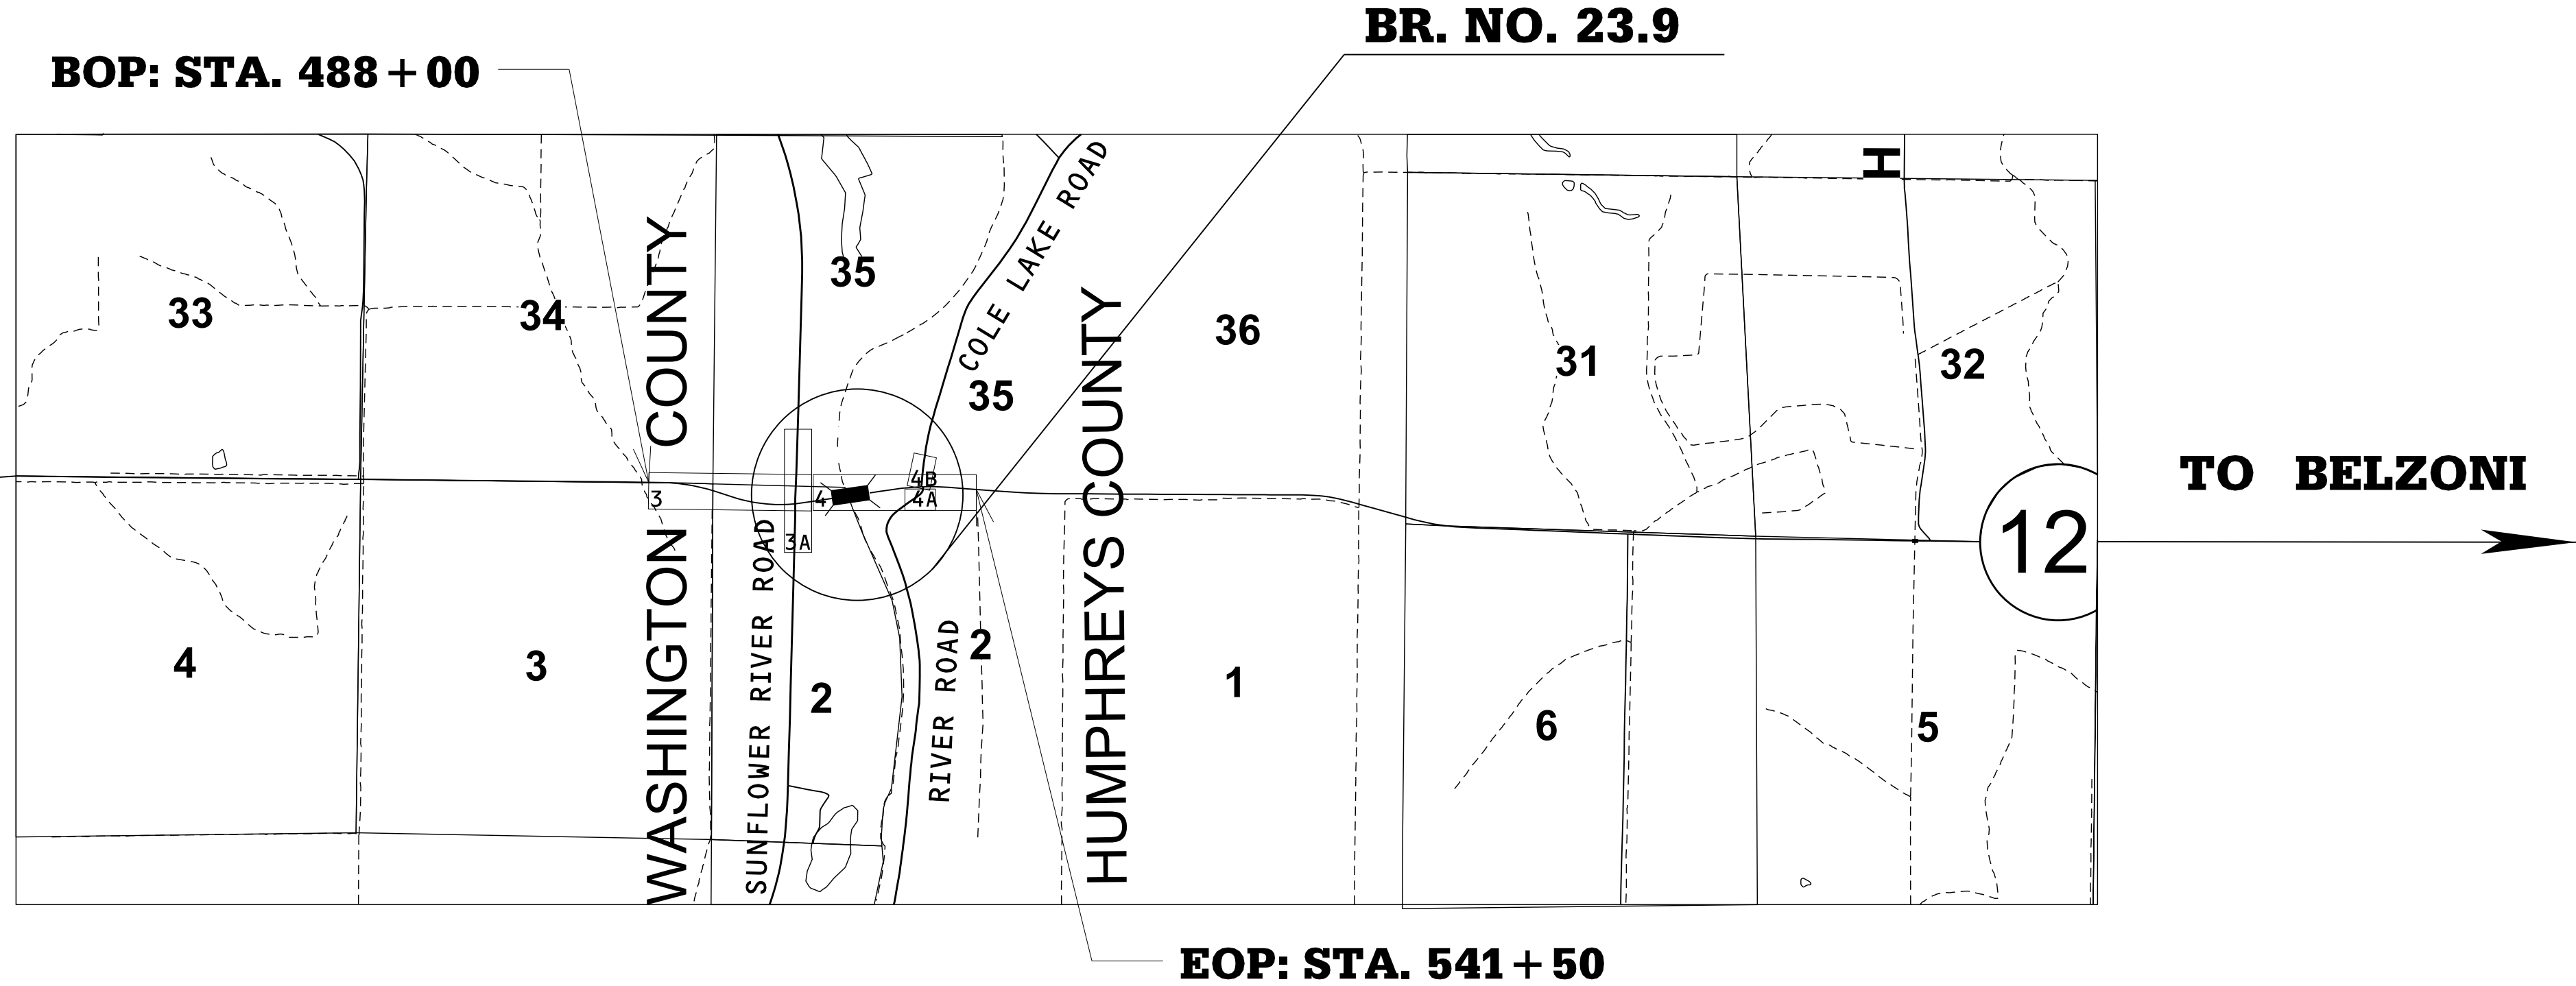 BR. NO. 23.9
BOP: STA. 488+00
H
COLE LAKE ROAD
35
33
34
WASHINGTON COUNTY
36
HUMPHREYS COUNTY
31
32
35
TO BELZONI
4B
3
4
4A
3A
12
SUNFLOWER RIVER ROAD
RIVER ROAD
2
4
3
2
1
6
5
EOP: STA. 541+50